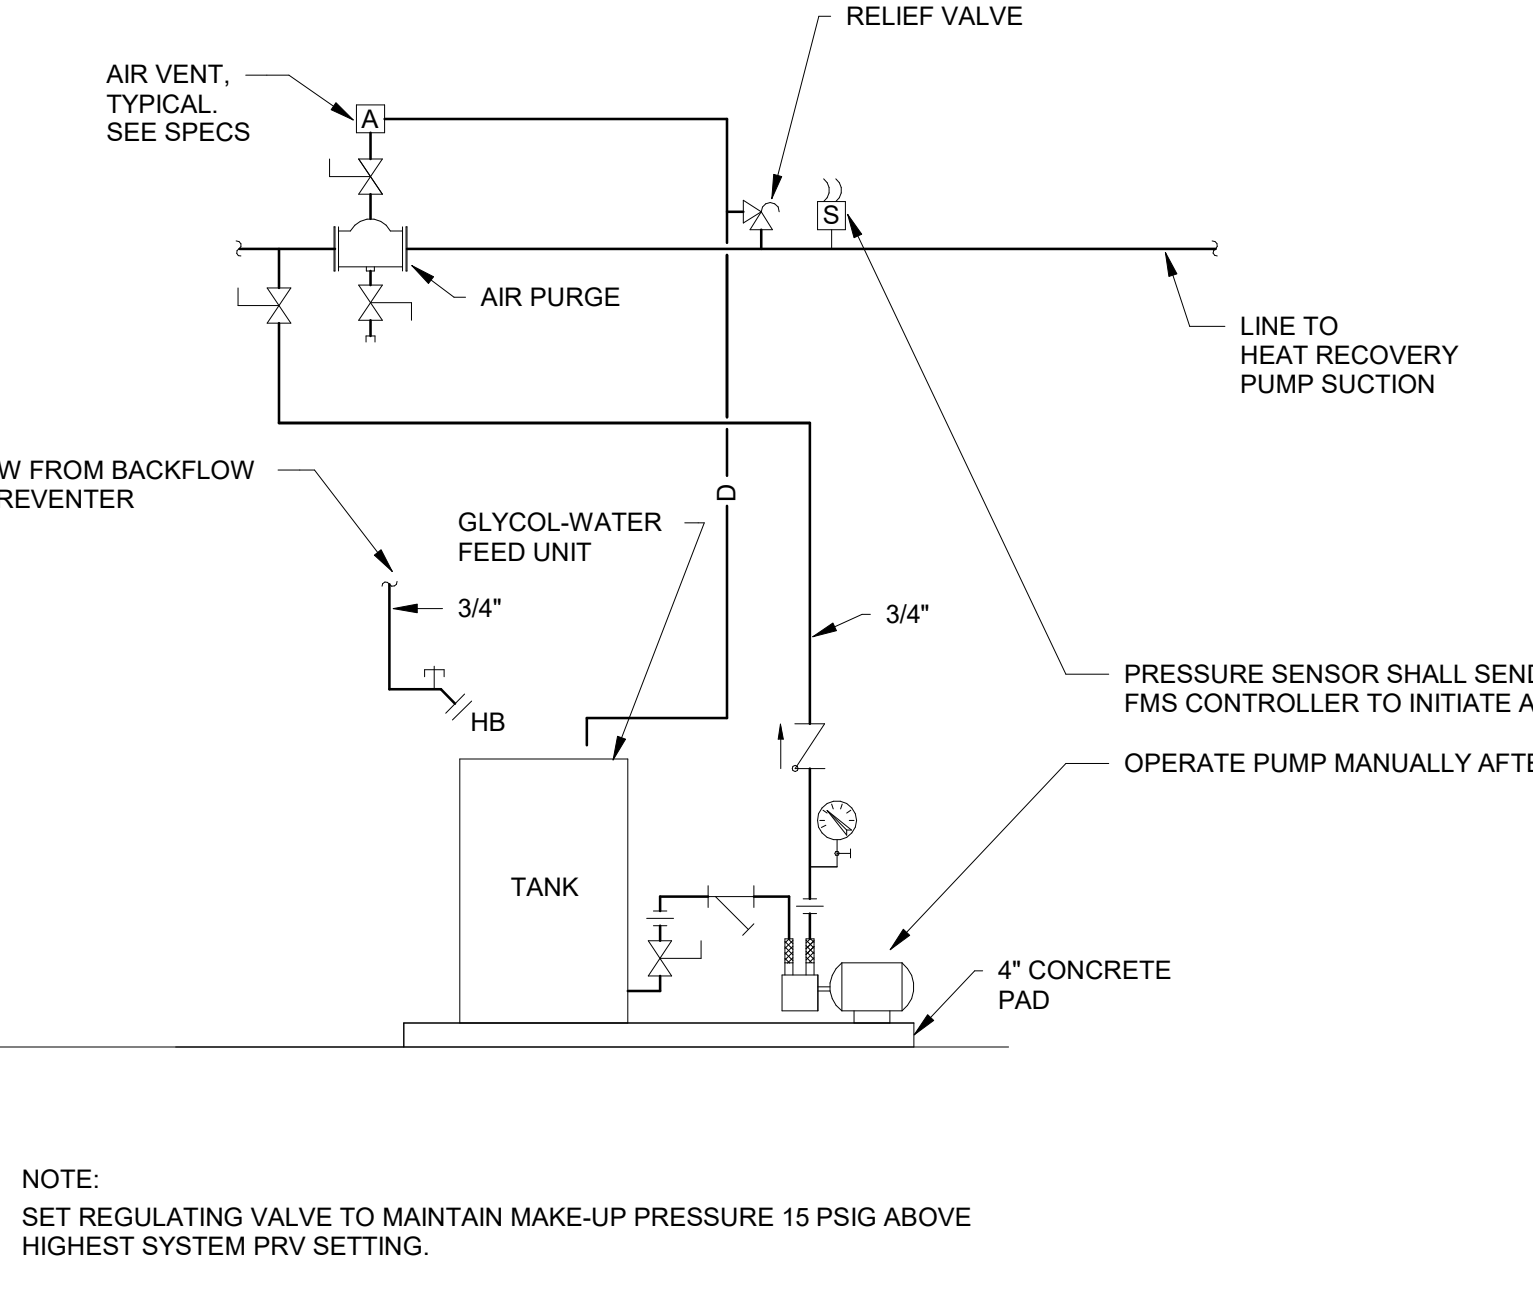 RELIEF VALVE
AIR VENT,
TYPICAL.
SEE SPECS
A
S
AIR PURGE
LINE TO
HEAT RECOVERY
PUMP SUCTION
W FROM BACKFLOW
REVENTER
D
GLYCOL-WATER
FEED UNIT
3/4"
3/4"
HB
PRESSURE SENSOR SHALL SEND
FMS CONTROLLER TO INITIATE A
OPERATE PUMP MANUALLY AFTE
TANK
4" CONCRETE
PAD
NOTE:
SET REGULATING VALVE TO MAINTAIN MAKE-UP PRESSURE 15 PSIG ABOVE
HIGHEST SYSTEM PRV SETTING.